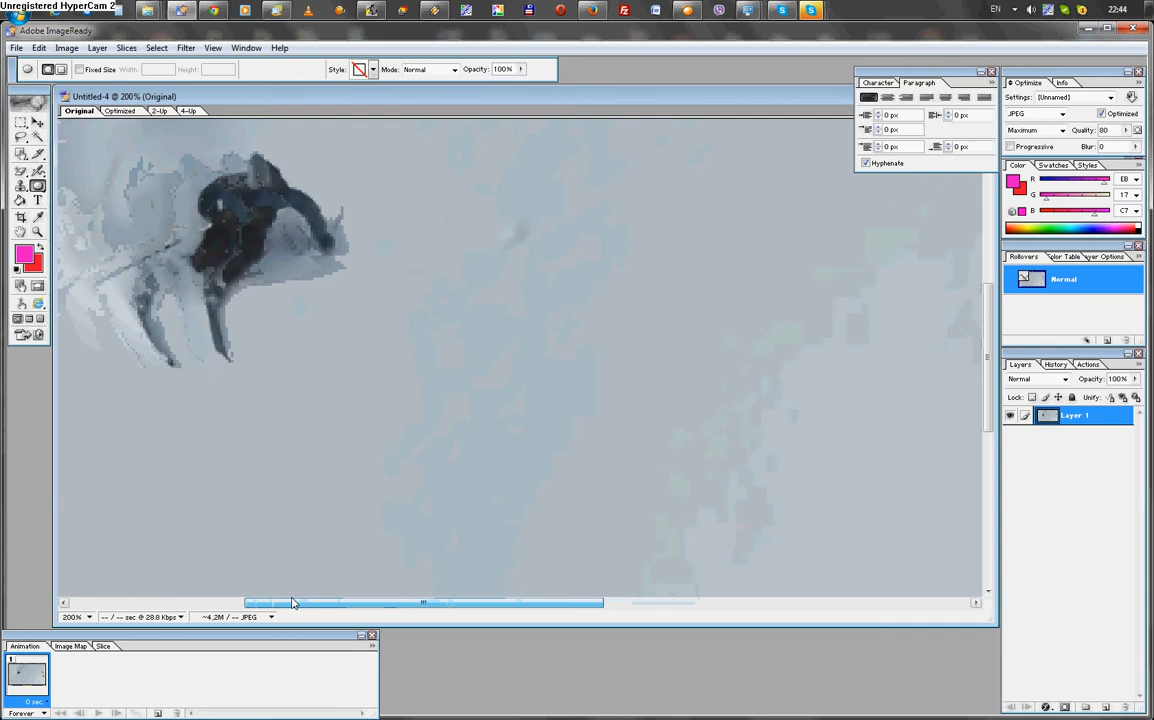 Unregistered HyperCam 2
EN
22:44
Adobe ImageReady
File Edit Image Layer Slices Select Filter View Window Help
Fixed Size Width: Height: Style: Mode: Normal Opacity: 100%
Untitled-4 @ 200% (Original)
Original Optimized 2-Up 4-Up
Character Paragraph
0 px 0 px
0 px
0 px 0 px
Hyphenate
Optimize Info
Settings: [Unnamed]
JPEG Optimized
Maximum Quality: 80
Progressive Blur: 0
Color Swatches Styles
R EB
G 17
B C7
Rollovers Color Table Layer Options
Normal
Layers History Actions
Normal Opacity: 100%
Lock: Unify:
Layer 1
200% -- / -- sec @ 28.8 Kbps ~4,2M / -- JPEG
Animation Image Map Slice
1
0 sec.
Forever